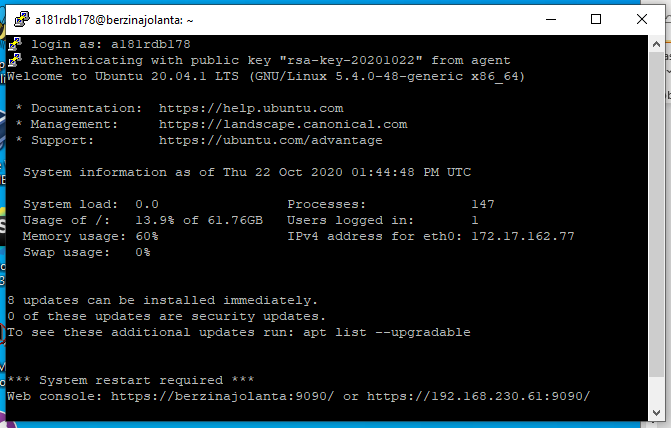 a181rdb178@berzinajolanta: ~
login as: a181rdb178
Authenticating with public key "rsa-key-20201022" from agent
Welcome to Ubuntu 20.04.1 LTS (GNU/Linux 5.4.0-48-generic x86_64)
* Documentation:  https://help.ubuntu.com
* Management:     https://landscape.canonical.com
* Support:        https://ubuntu.com/advantage
System information as of Thu 22 Oct 2020 01:44:48 PM UTC
System load:  0.0                Processes:             147
Usage of /:   13.9% of 61.76GB   Users logged in:       1
Memory usage: 60%                IPv4 address for eth0: 172.17.162.77
Swap usage:   0%
8 updates can be installed immediately.
0 of these updates are security updates.
To see these additional updates run: apt list --upgradable
*** System restart required ***
Web console: https://berzinajolanta:9090/ or https://192.168.230.61:9090/